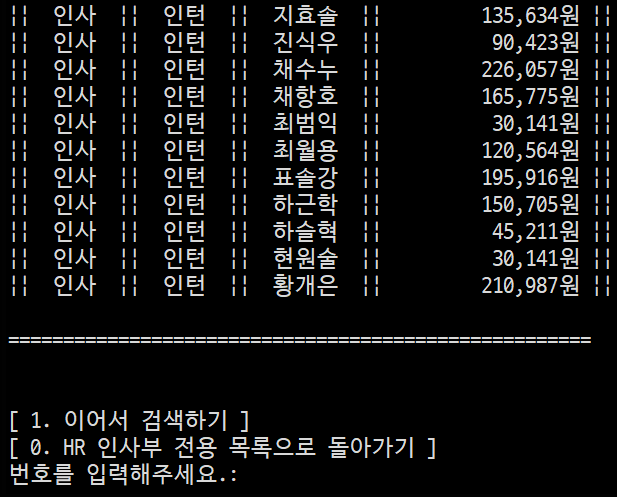 || 인사 || 인턴 || 지효솔 || 135,634원 ||
|| 인사 || 인턴 || 진식우 || 90,423원 ||
|| 인사 || 인턴 || 채수누 || 226,057원 ||
|| 인사 || 인턴 || 채항호 || 165,775원 ||
|| 인사 || 인턴 || 최범익 || 30,141원 ||
|| 인사 || 인턴 || 최월용 || 120,564원 ||
|| 인사 || 인턴 || 표솔강 || 195,916원 ||
|| 인사 || 인턴 || 하근학 || 150,705원 ||
|| 인사 || 인턴 || 하슬혁 || 45,211원 ||
|| 인사 || 인턴 || 현원술 || 30,141원 ||
|| 인사 || 인턴 || 황개은 || 210,987원 ||
=====================================================
[ 1. 이어서 검색하기 ]
[ 0. HR 인사부 전용 목록으로 돌아가기 ]
번호를 입력해주세요.: